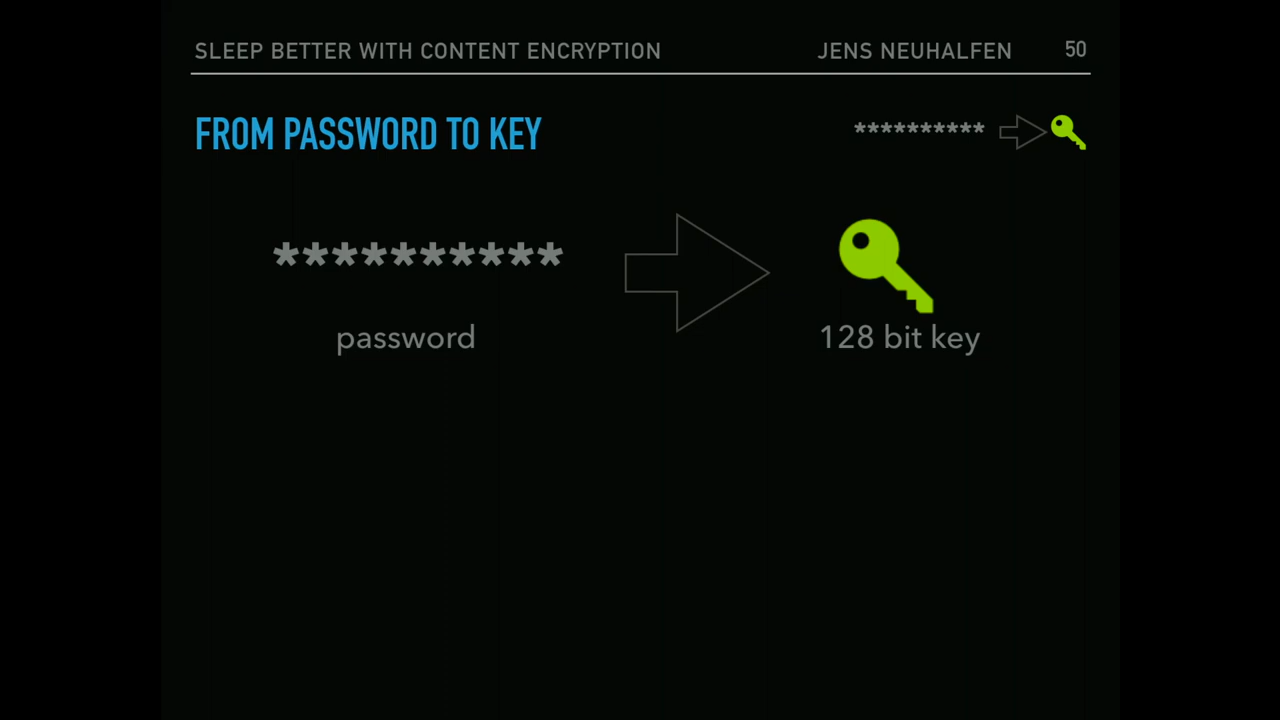 SLEEP BETTER WITH CONTENT ENCRYPTION JENS NEUHALFEN 50
FROM PASSWORD TO KEY **********
**********
password 128 bit key